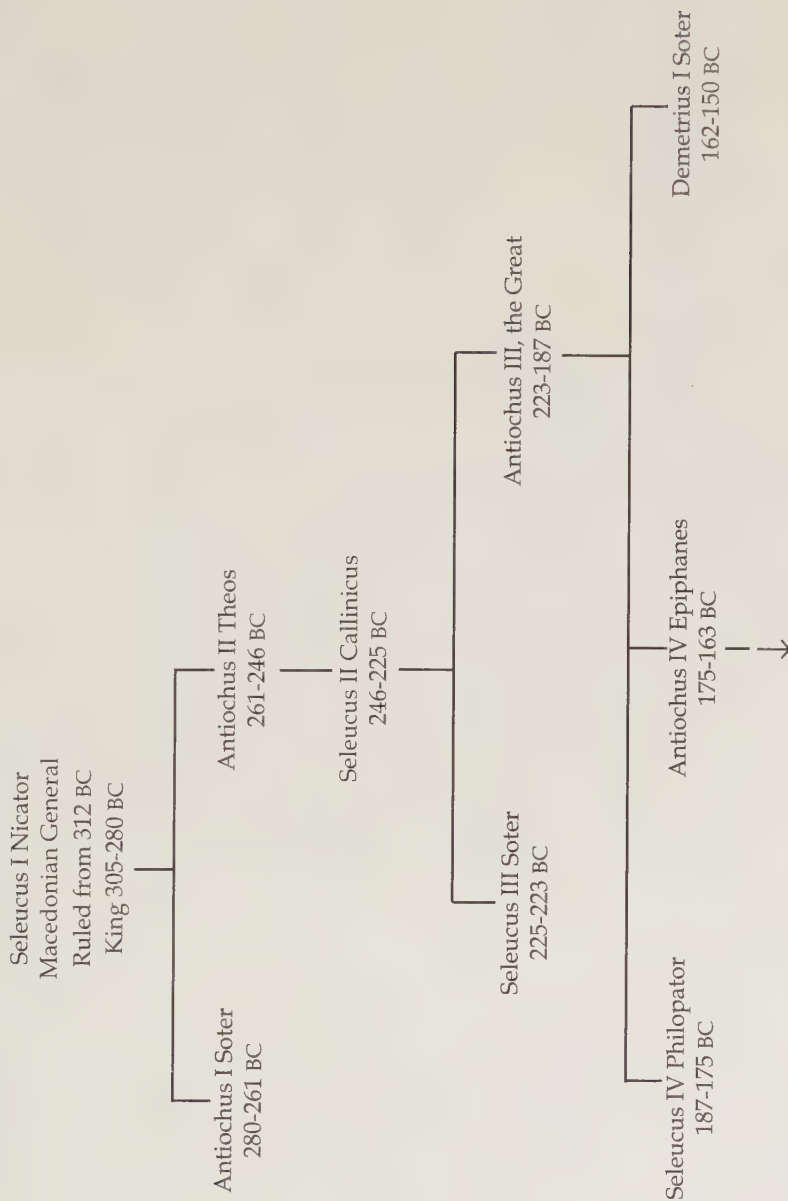 Seleucus I Nicator
Macedonian General
Ruled from 312 BC
King 305-280 BC
Antiochus I Soter
280-261 BC
Antiochus II Theos
261-246 BC
Seleucus II Callinicus
246-225 BC
Seleucus III Soter
225-223 BC
Antiochus III, the Great
223-187 BC
Seleucus IV Philopator
187-175 BC
Antiochus IV Epiphanes
175-163 BC
Demetrius I Soter
162-150 BC